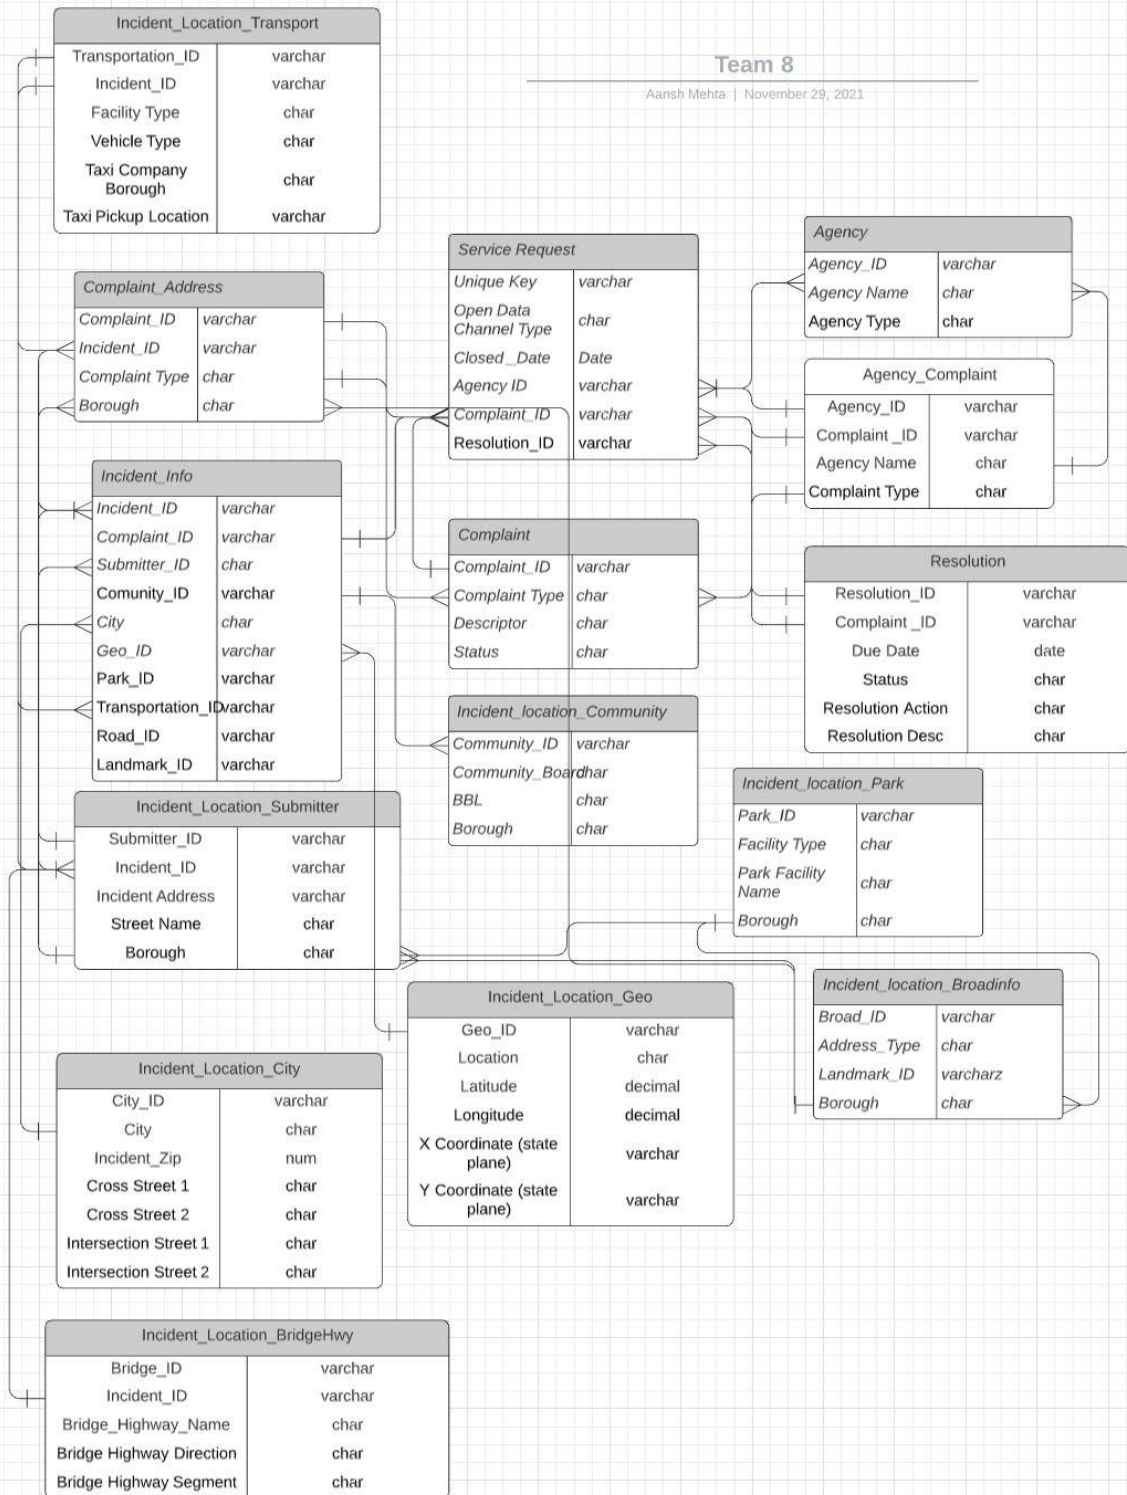 Incident_Location_Transport
Transportation_ID varchar
Incident_ID varchar
Facility Type char
Vehicle Type char
Taxi Company
Borough char
Taxi Pickup Location varchar
Team 8
Aansh Mehta | November 29, 2021
Complaint_Address
Complaint_ID varchar
Incident_ID varchar
Complaint Type char
Borough char
Service Request
Unique Key varchar
Open Data
Channel Type char
Closed _Date Date
Agency ID varchar
Complaint_ID varchar
Resolution_ID varchar
Agency
Agency_ID varchar
Agency Name char
Agency Type char
Agency_Complaint
Agency_ID varchar
Complaint _ID varchar
Agency Name char
Complaint Type char
Incident_Info
Incident_ID varchar
Complaint_ID varchar
Submitter_ID char
Comunity_ID varchar
City char
Geo_ID varchar
Park_ID varchar
Transportation_ID varchar
Road_ID varchar
Landmark_ID varchar
Complaint
Complaint_ID varchar
Complaint Type char
Descriptor char
Status char
Resolution
Resolution_ID varchar
Complaint _ID varchar
Due Date date
Status char
Resolution Action char
Resolution Desc char
Incident_location_Community
Community_ID varchar
Community_Board char
BBL char
Borough char
Incident_location_Park
Park_ID varchar
Facility Type char
Park Facility
Name char
Borough char
Incident_Location_Submitter
Submitter_ID varchar
Incident_ID varchar
Incident Address varchar
Street Name char
Borough char
Incident_Location_Geo
Geo_ID varchar
Location char
Latitude decimal
Longitude decimal
X Coordinate (state
plane) varchar
Y Coordinate (state
plane) varchar
Incident_location_Broadinfo
Broad_ID varchar
Address_Type char
Landmark_ID varcharz
Borough char
Incident_Location_City
City_ID varchar
City char
Incident_Zip num
Cross Street 1 char
Cross Street 2 char
Intersection Street 1 char
Intersection Street 2 char
Incident_Location_BridgeHwy
Bridge_ID varchar
Incident_ID varchar
Bridge_Highway_Name char
Bridge Highway Direction char
Bridge Highway Segment char